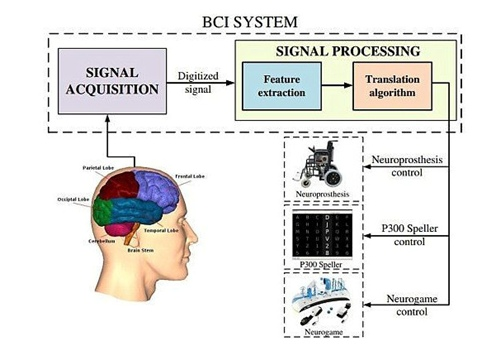 BCI SYSTEM
SIGNAL
ACQUISITION
Digitized
signal
SIGNAL PROCESSING
Feature
extraction
Translation
algorithm
Parietal Lobe
Frontal Lobe
Occipital Lobe
Temporal Lobe
Cerebellum
Brain Stem
Neuroprosthesis
Neuroprosthesis
control
P300 Speller
P300 Speller
control
Neurogame
Neurogame
control